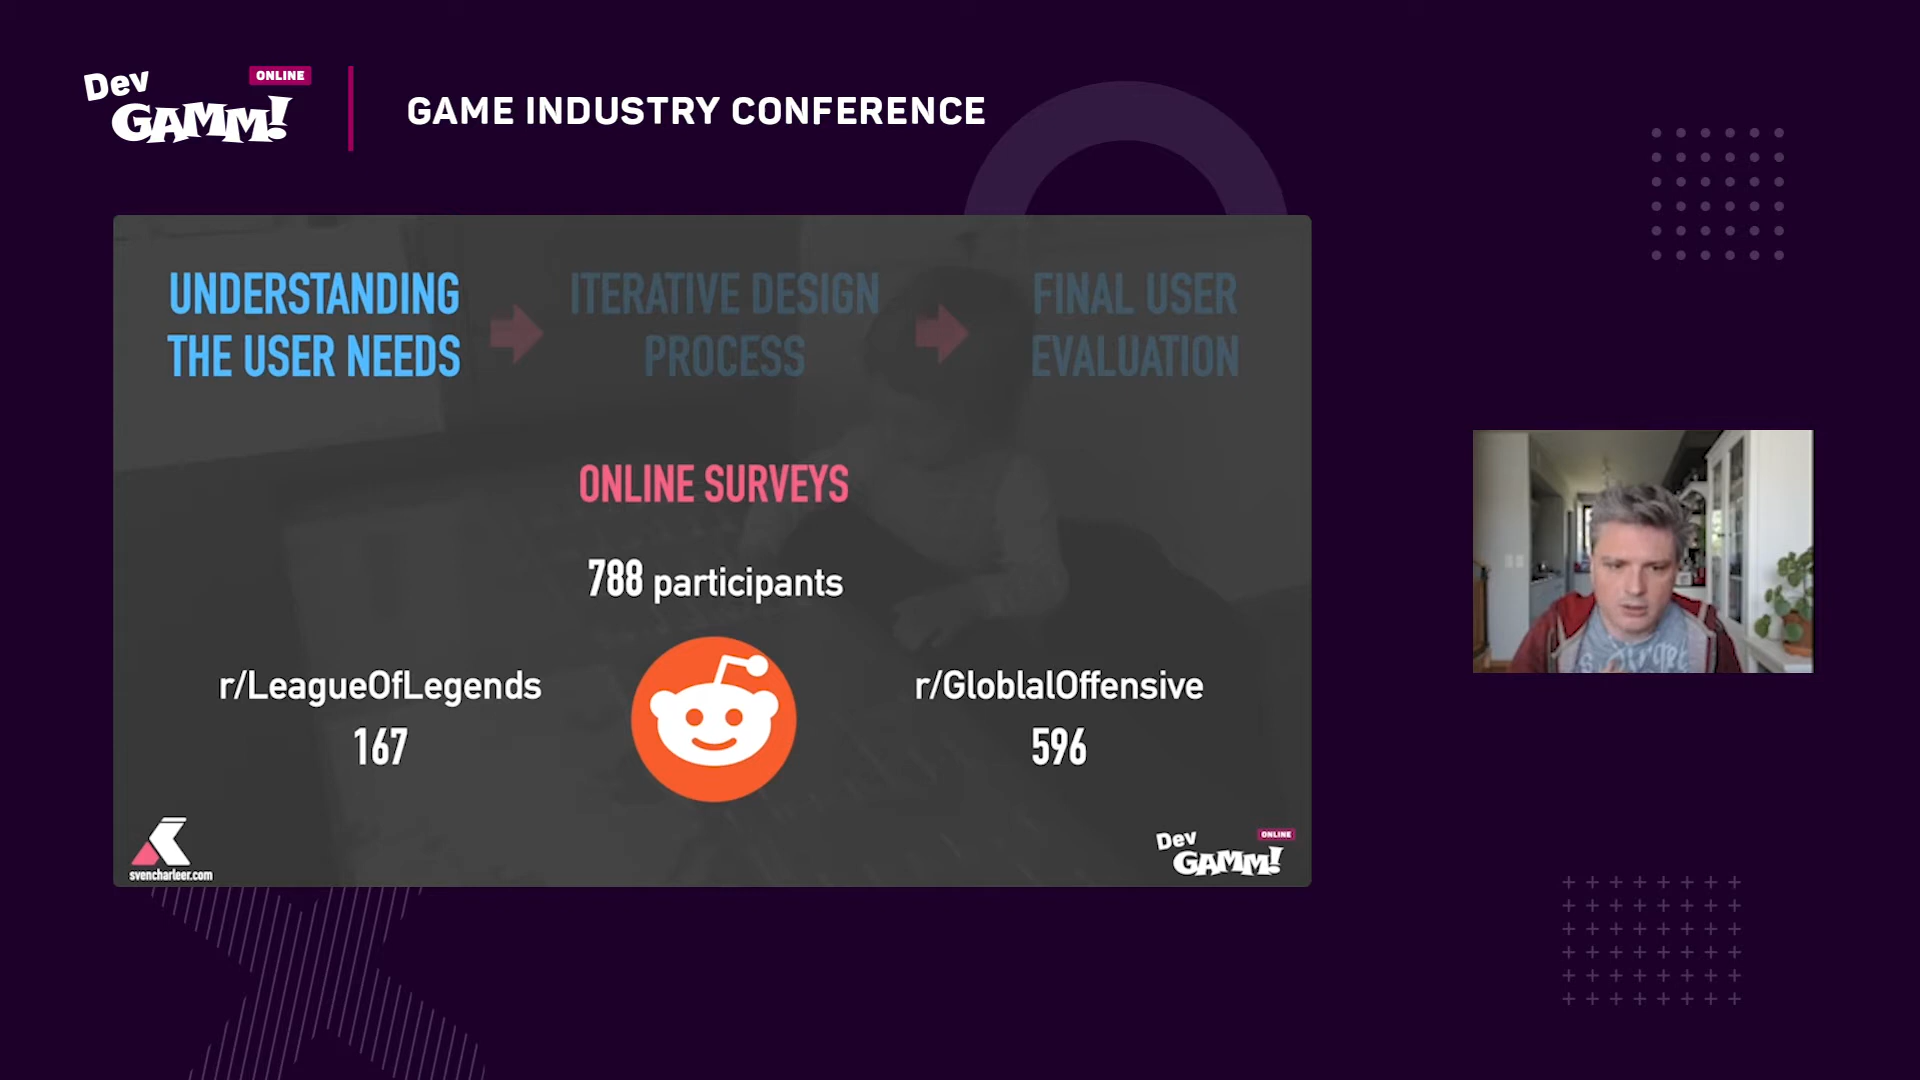 Dev
GAMM!
ONLINE
GAME INDUSTRY CONFERENCE
UNDERSTANDING
THE USER NEEDS
ITERATIVE DESIGN
PROCESS
FINAL USER
EVALUATION
ONLINE SURVEYS
788 participants
r/LeagueOfLegends
167
r/GloblalOffensive
596
svencharleer.com
Dev
GAMM!
ONLINE